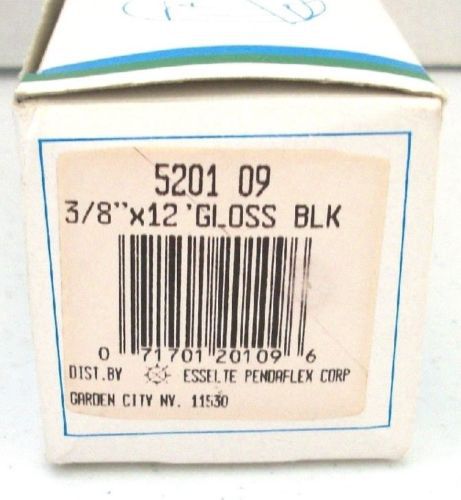 5201 09
3/8"x12'GLOSS BLK
0 71701 20109 6
DIST.BY ESSELTE PENDAFLEX CORP
GARDEN CITY NY. 11530